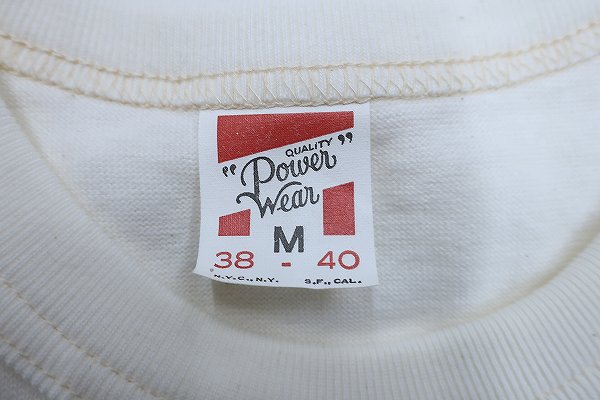 QUALITY
"Power"
Wear
M
38 - 40
N.Y.C., N.Y. S.F., CAL.